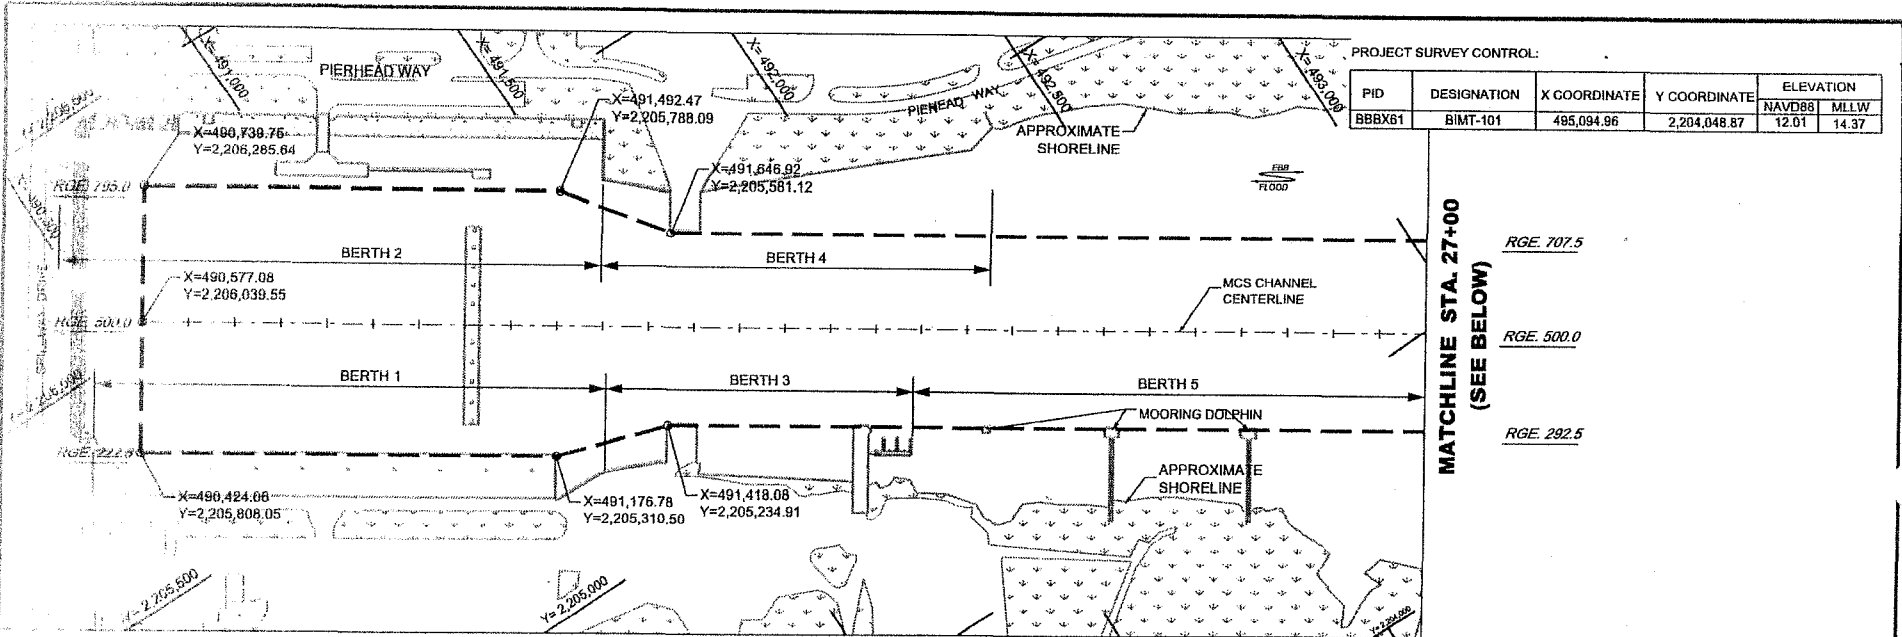 X= 491,000
X= 491,500
X= 492,000
X= 492,500
X= 493,000
PROJECT SURVEY CONTROL:
PID DESIGNATION X COORDINATE Y COORDINATE ELEVATION
NAVD88 MLLW
BBBX61 BIMT-101 495,094.96 2,204,048.87 12.01 14.37
PIERHEAD WAY
PIEHEAD WAY
X=491,492.47
Y=2,205,788.09
APPROXIMATE
SHORELINE
X=490,739.75
Y=2,206,285.64
X=491,646.92
Y=2,205,581.12
EBB
FLOOD
RGE. 795.0
RGE. 707.5
BERTH 2
BERTH 4
X=490,577.08
Y=2,206,039.55
MCS CHANNEL
CENTERLINE
RGE. 500.0
RGE. 500.0
MATCHLINE STA. 27+00
(SEE BELOW)
BERTH 1
BERTH 3
BERTH 5
MOORING DOLPHIN
RGE. 292.5
X=490,424.06
Y=2,205,808.05
X=491,176.78
Y=2,205,310.50
X=491,418.08
Y=2,205,234.91
APPROXIMATE
SHORELINE
Y= 2,205,500
Y= 2,205,000
Y= 2,204,000